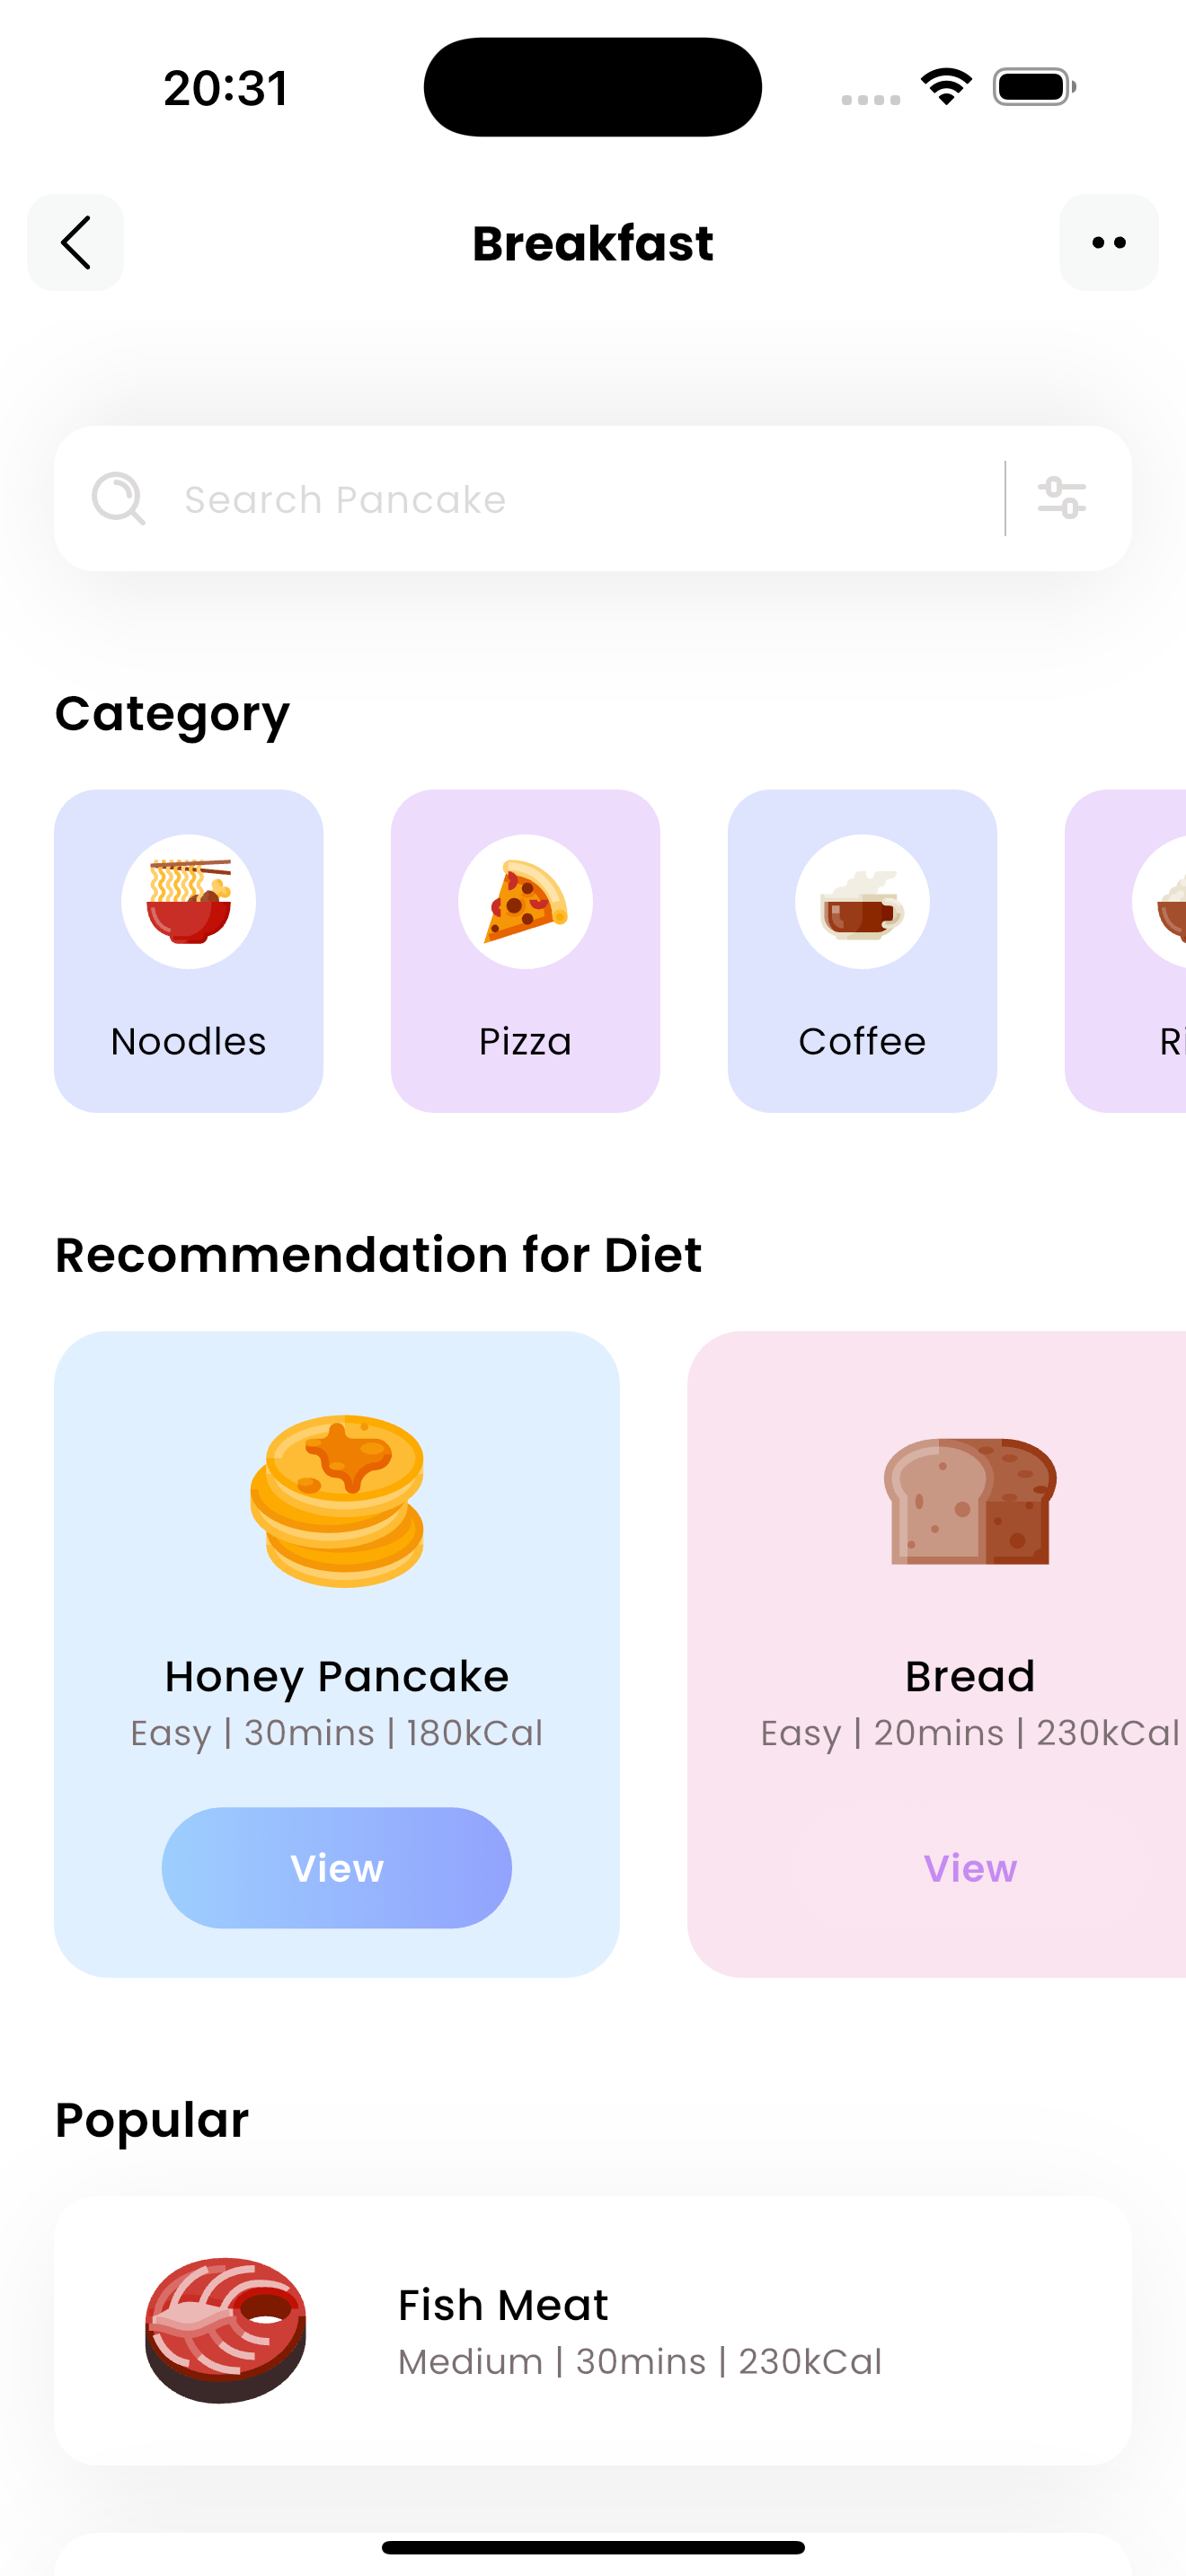 20:31
Breakfast
Search Pancake
Category
Noodles
Pizza
Coffee
Recommendation for Diet
Honey Pancake
Easy | 30mins | 180kCal
View
Bread
Easy | 20mins | 230kCal
View
Popular
Fish Meat
Medium | 30mins | 230kCal